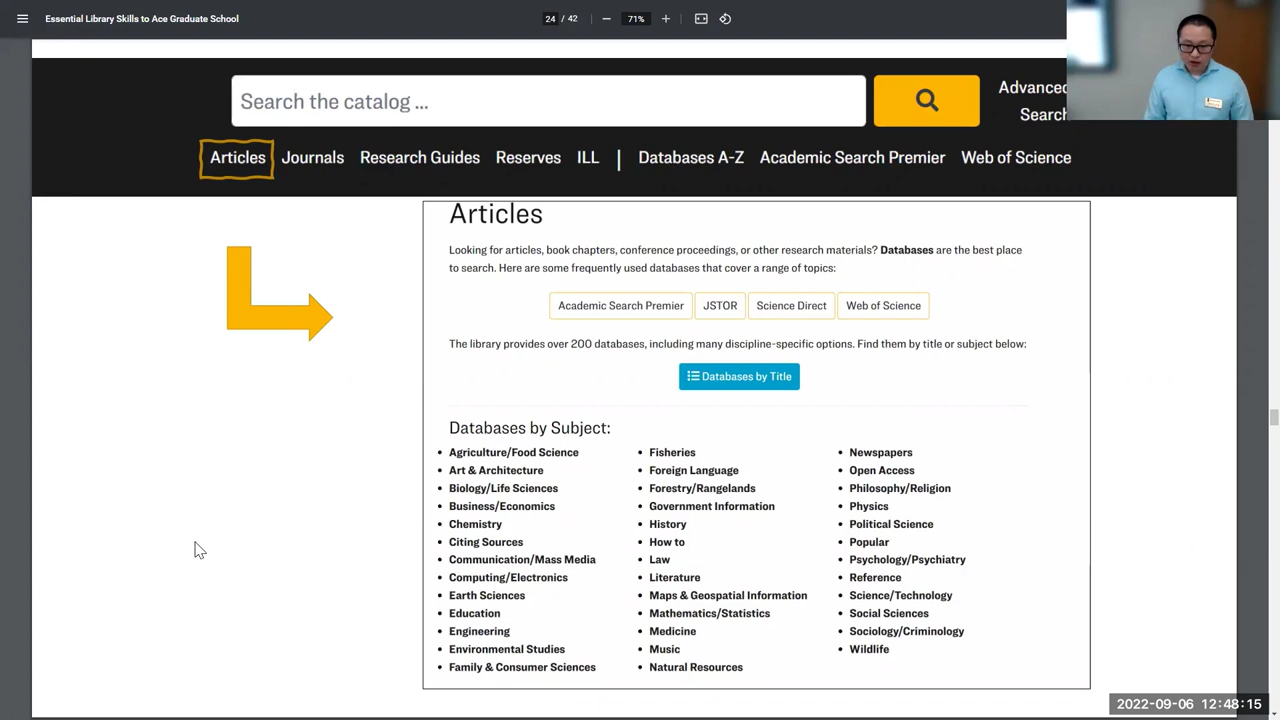 Essential Library Skills to Ace Graduate School
24 / 42
71%
Search the catalog ...
Advanced
Search
Articles Journals Research Guides Reserves ILL | Databases A-Z Academic Search Premier Web of Science
Articles
Looking for articles, book chapters, conference proceedings, or other research materials? Databases are the best place
to search. Here are some frequently used databases that cover a range of topics:
Academic Search Premier JSTOR Science Direct Web of Science
The library provides over 200 databases, including many discipline-specific options. Find them by title or subject below:
Databases by Title
Databases by Subject:
Agriculture/Food Science
Art & Architecture
Biology/Life Sciences
Business/Economics
Chemistry
Citing Sources
Communication/Mass Media
Computing/Electronics
Earth Sciences
Education
Engineering
Environmental Studies
Family & Consumer Sciences
Fisheries
Foreign Language
Forestry/Rangelands
Government Information
History
How to
Law
Literature
Maps & Geospatial Information
Mathematics/Statistics
Medicine
Music
Natural Resources
Newspapers
Open Access
Philosophy/Religion
Physics
Political Science
Popular
Psychology/Psychiatry
Reference
Science/Technology
Social Sciences
Sociology/Criminology
Wildlife
2022-09-06 12:48:15